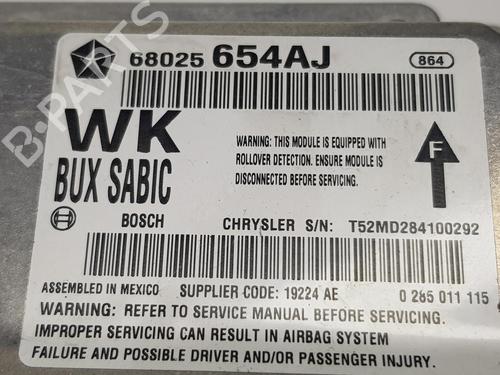 68025 654AJ 864
WK
BUX SABIC
WARNING: THIS MODULE IS EQUIPPED WITH
ROLLOVER DETECTION. ENSURE MODULE IS
DISCONNECTED BEFORE SERVICING.
F
BOSCH CHRYSLER S/N: T52MD284100292
ASSEMBLED IN MEXICO SUPPLIER CODE: 19224 AE 0 285 011 115
WARNING: REFER TO SERVICE MANUAL BEFORE SERVICING.
IMPROPER SERVICING CAN RESULT IN AIRBAG SYSTEM
FAILURE AND POSSIBLE DRIVER AND/OR PASSENGER INJURY.
B-PARTS